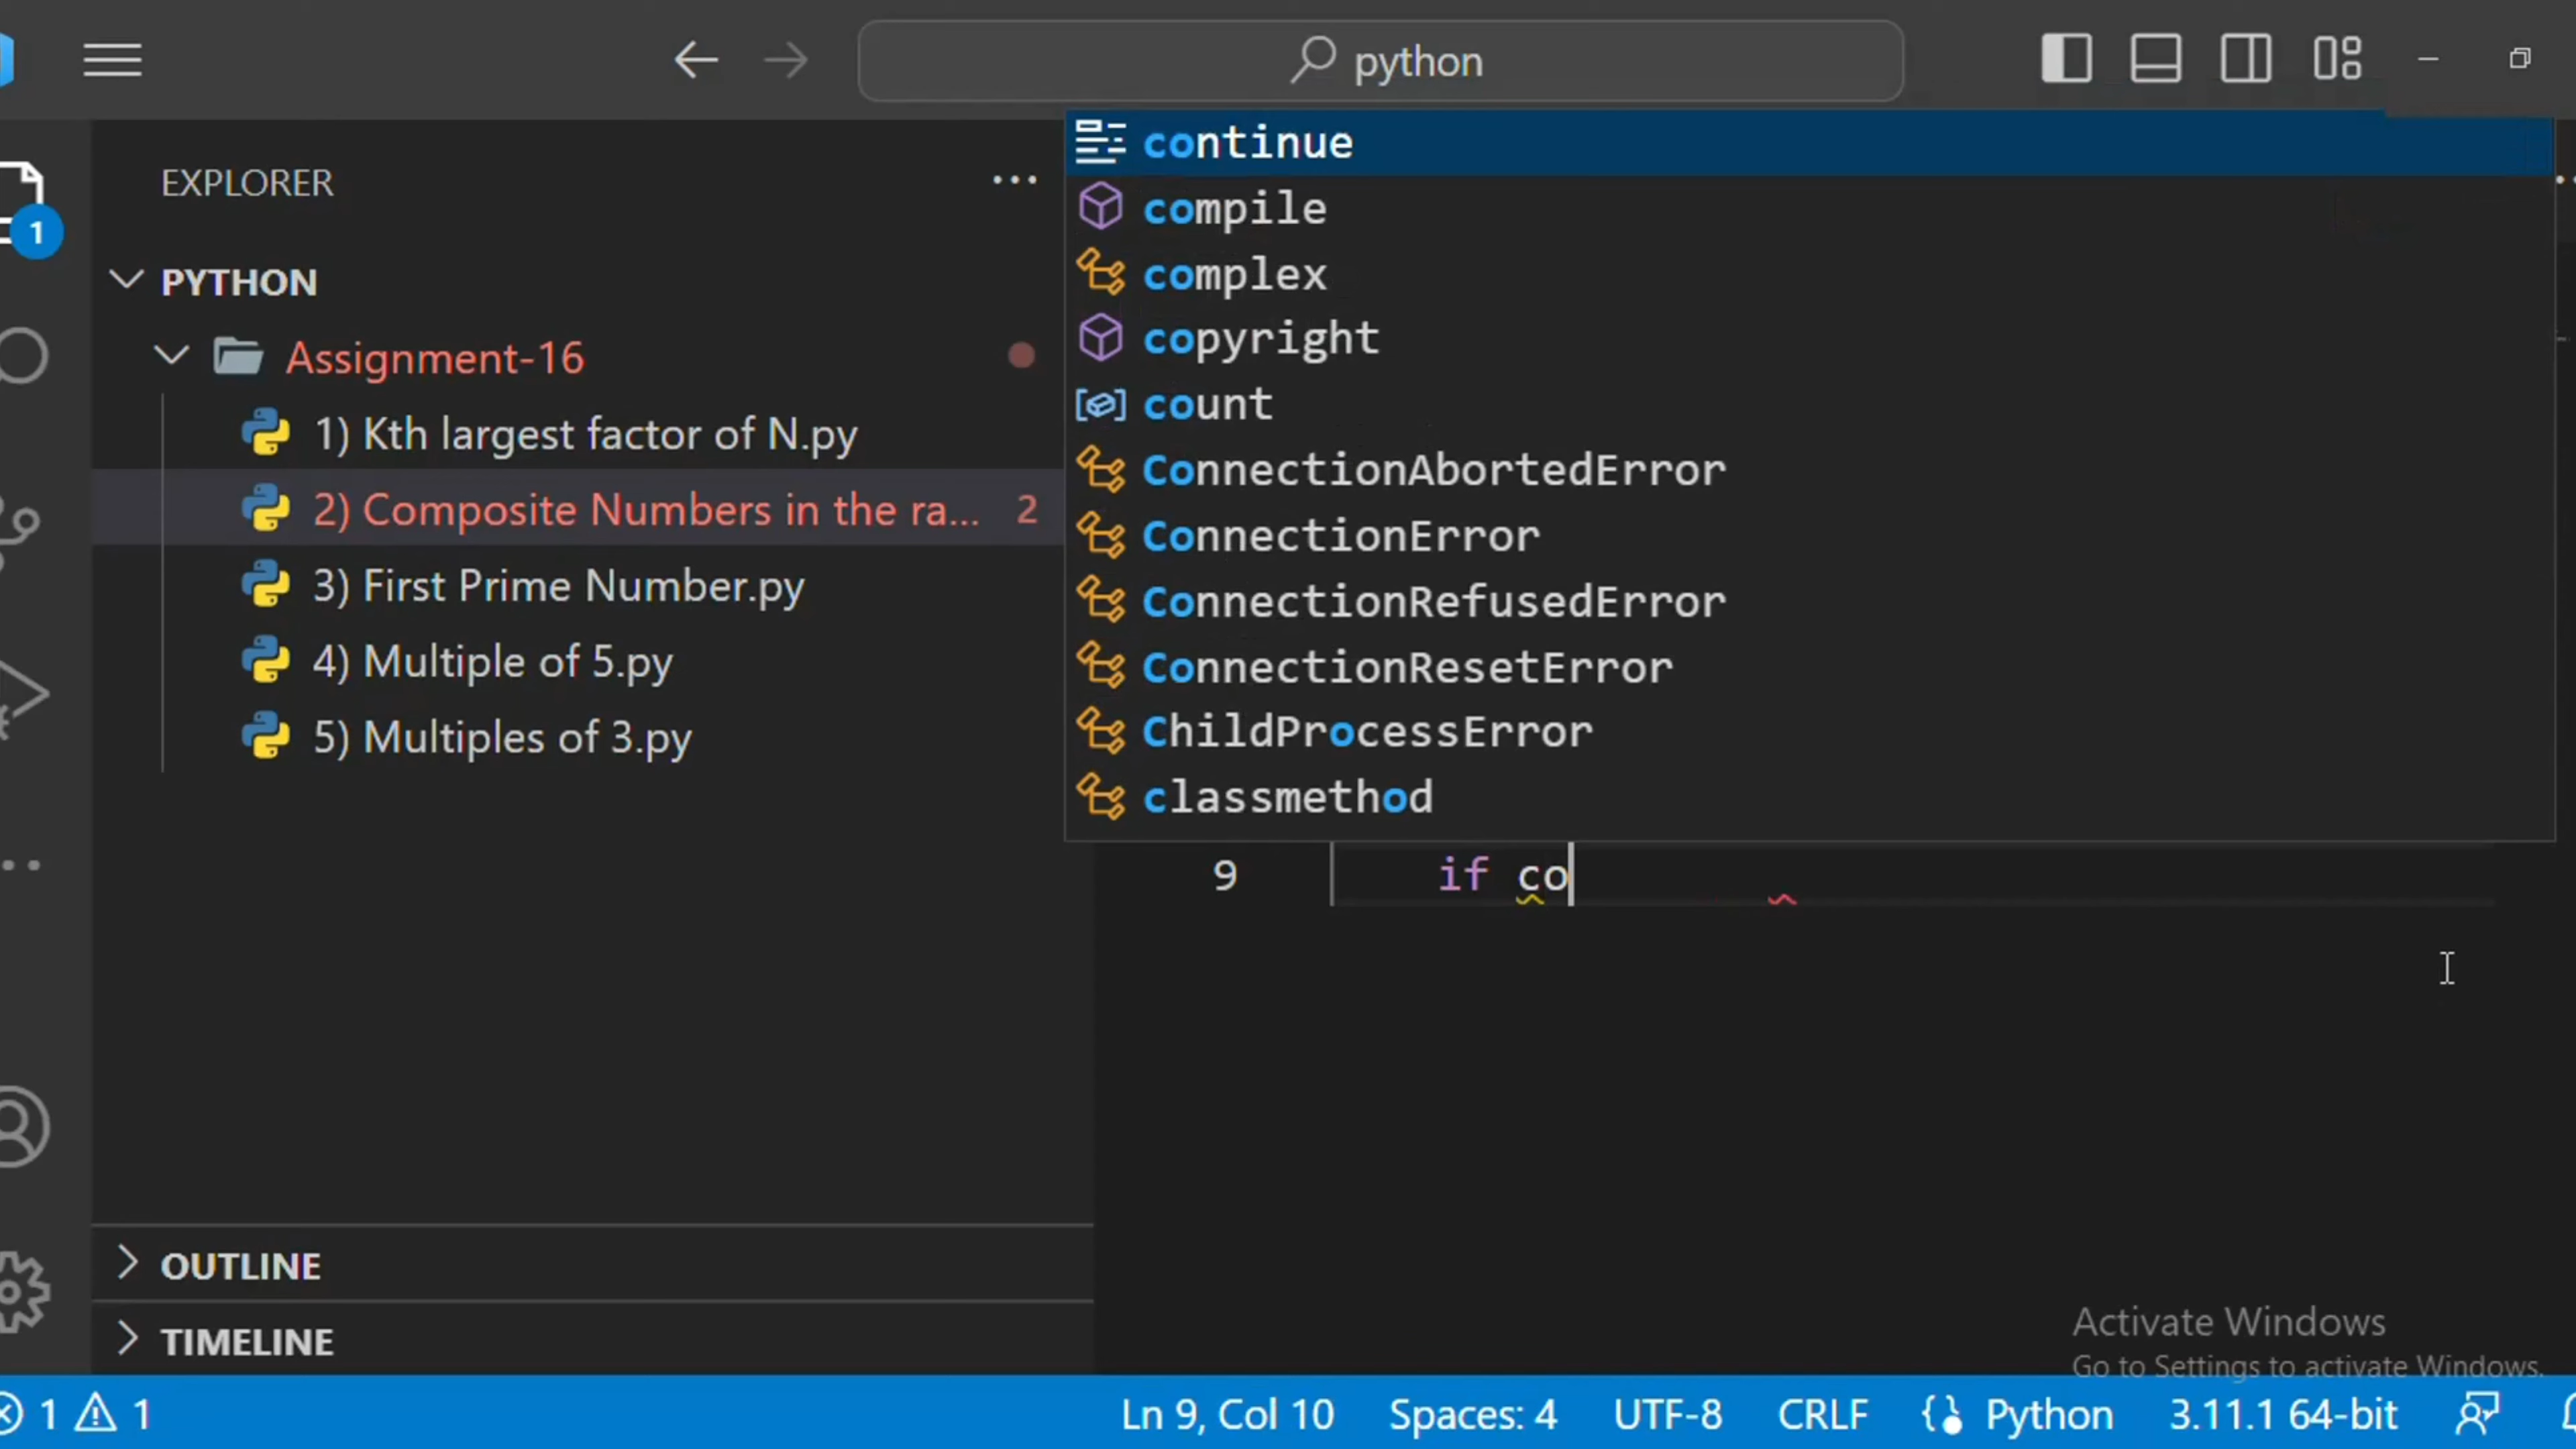 python
EXPLORER
1
PYTHON
Assignment-16
1) Kth largest factor of N.py
2) Composite Numbers in the ra... 2
3) First Prime Number.py
4) Multiple of 5.py
5) Multiples of 3.py
continue
compile
complex
copyright
count
ConnectionAbortedError
ConnectionError
ConnectionRefusedError
ConnectionResetError
ChildProcessError
classmethod
9 if co
OUTLINE
TIMELINE
Activate Windows
Go to Settings to activate Windows.
1 1 Ln 9, Col 10 Spaces: 4 UTF-8 CRLF Python 3.11.1 64-bit